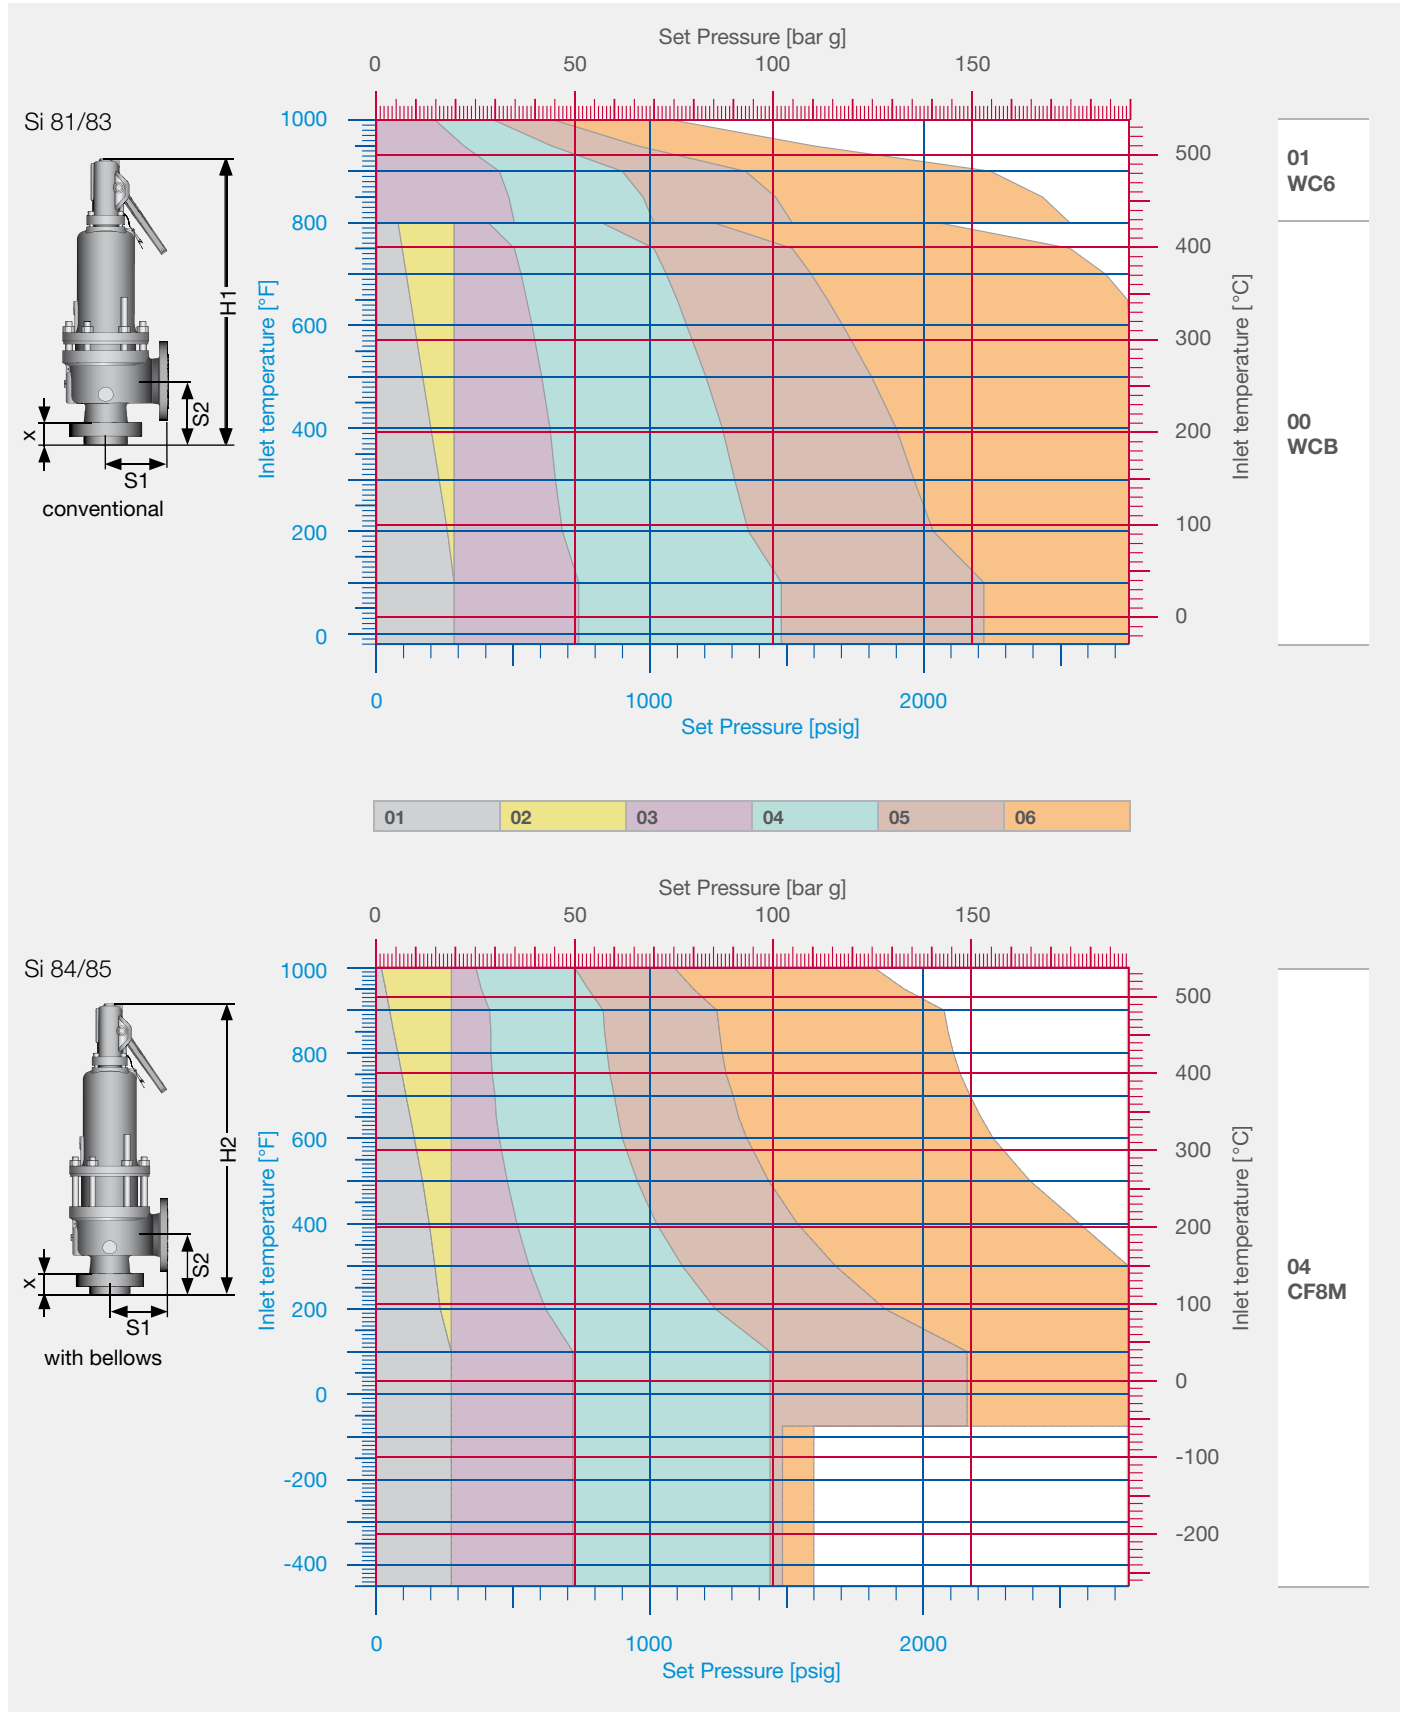 Set Pressure [bar g]
0 50 100 150
Si 81/83
1000
800
600
400
200
0
Inlet temperature [°F]
500
400
300
200
100
0
Inlet temperature [°C]
01
WC6
00
WCB
H1
S2
x
S1
conventional
0 1000 2000
Set Pressure [psig]
01 02 03 04 05 06
Set Pressure [bar g]
0 50 100 150
Si 84/85
1000
800
600
400
200
0
-200
-400
Inlet temperature [°F]
500
400
300
200
100
0
-100
-200
Inlet temperature [°C]
04
CF8M
H2
S2
x
S1
with bellows
0 1000 2000
Set Pressure [psig]